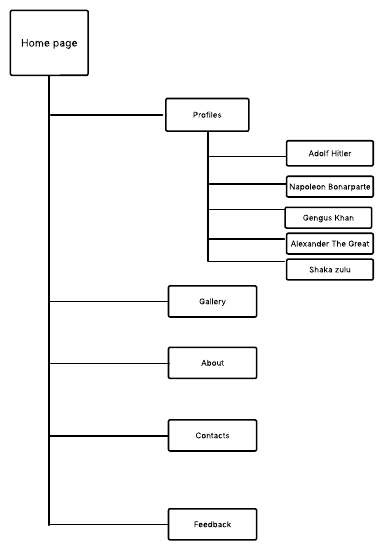 Home page
Profiles
Adolf Hitler
Napoleon Bonarparte
Gengus Khan
Alexander The Great
Shaka zulu
Gallery
About
Contacts
Feedback